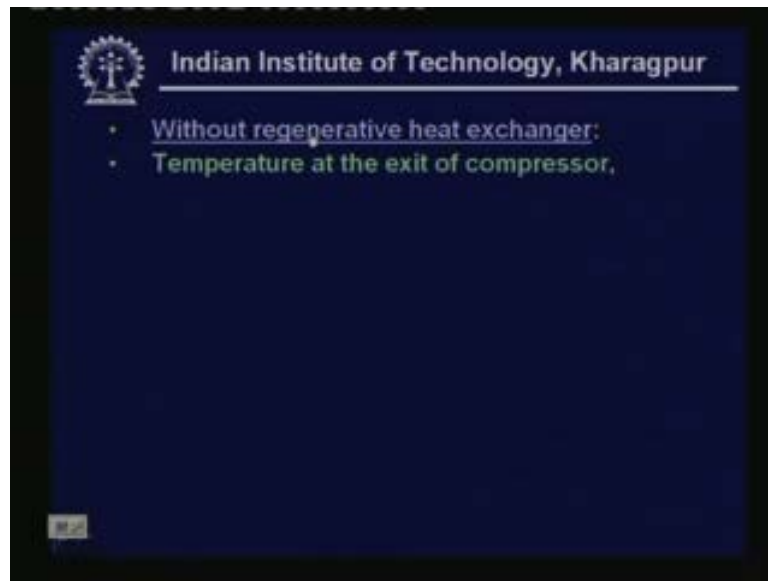 Indian Institute of Technology, Kharagpur
Without regenerative heat exchanger:
Temperature at the exit of compressor,